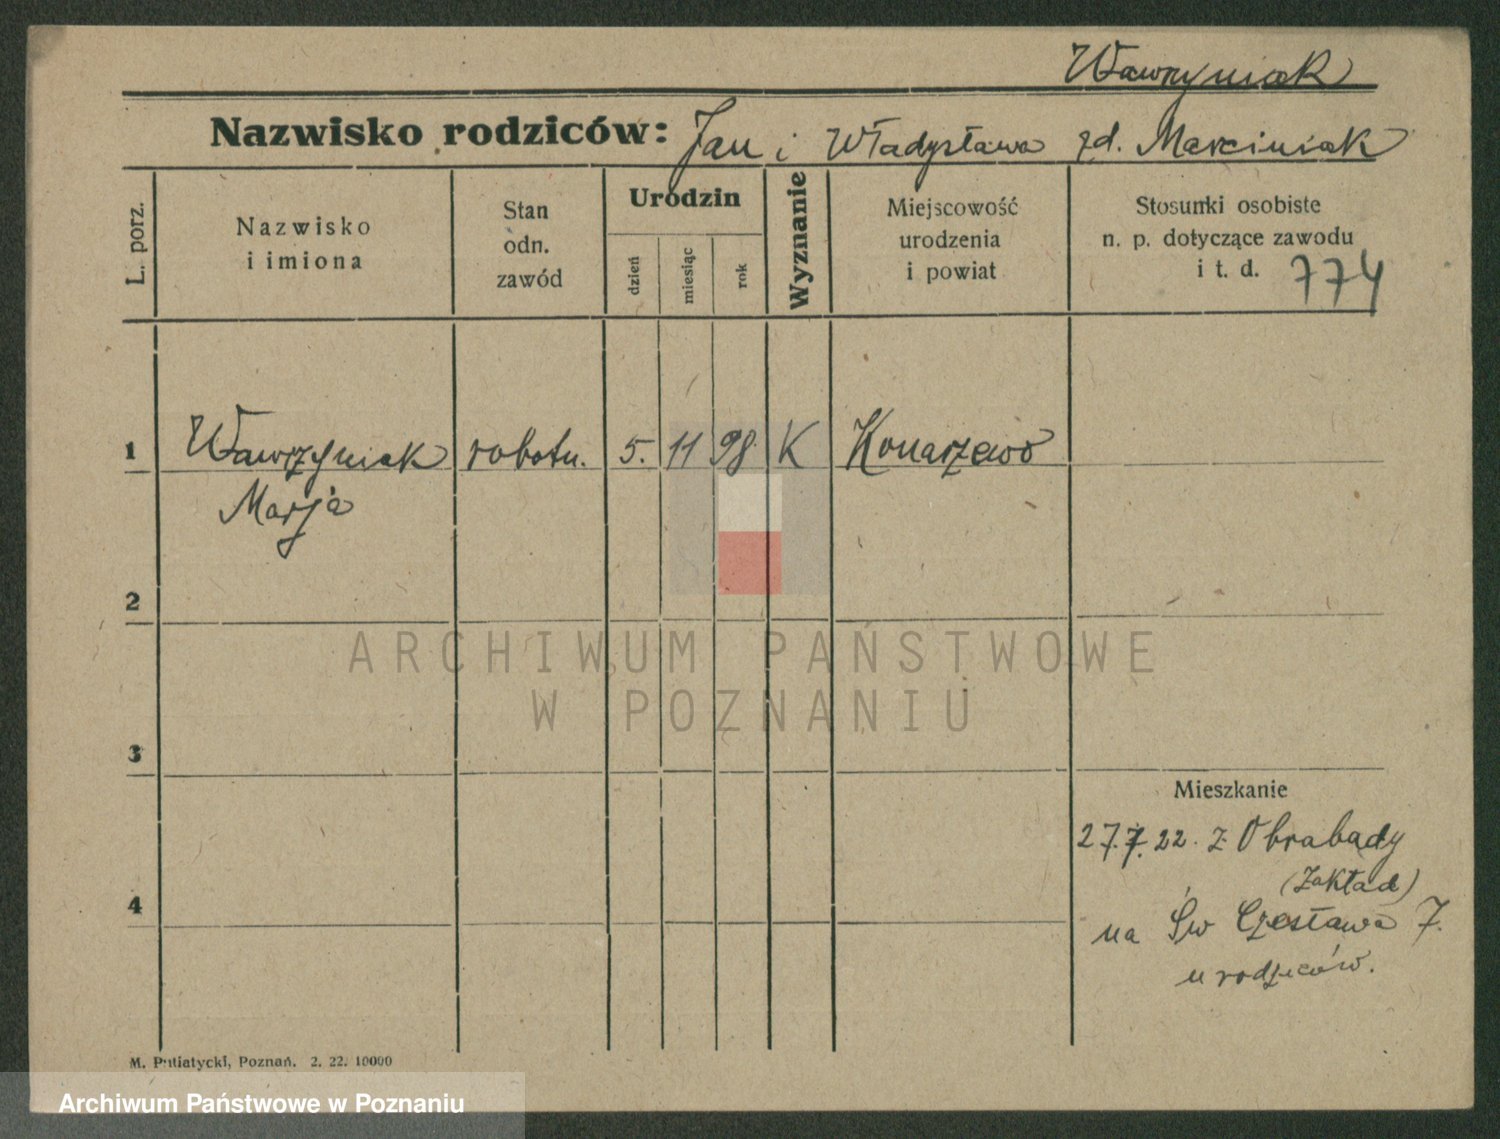 Wawrzyniak
Nazwisko rodziców: Jan i Władysława zd. Marciniak
L. porz.
Nazwisko
i imiona
Stan
odn.
zawód
Urodzin
dzień
miesiąc
rok
Wyznanie
Miejscowość
urodzenia
i powiat
Stosunki osobiste
n. p. dotyczące zawodu
i t. d.
774
1 Wawrzyniak robotn. 5. 11 98. K Konarzewo
Marja
2
3
Mieszkanie
27.7.22. z Obrabady
(Zakład)
4
na Św Czesława 7.
u rodziców.
M. Putiatycki, Poznań. 2. 22. 10000
ARCHIWUM PAŃSTWOWE
W POZNANIU
Archiwum Państwowe w Poznaniu